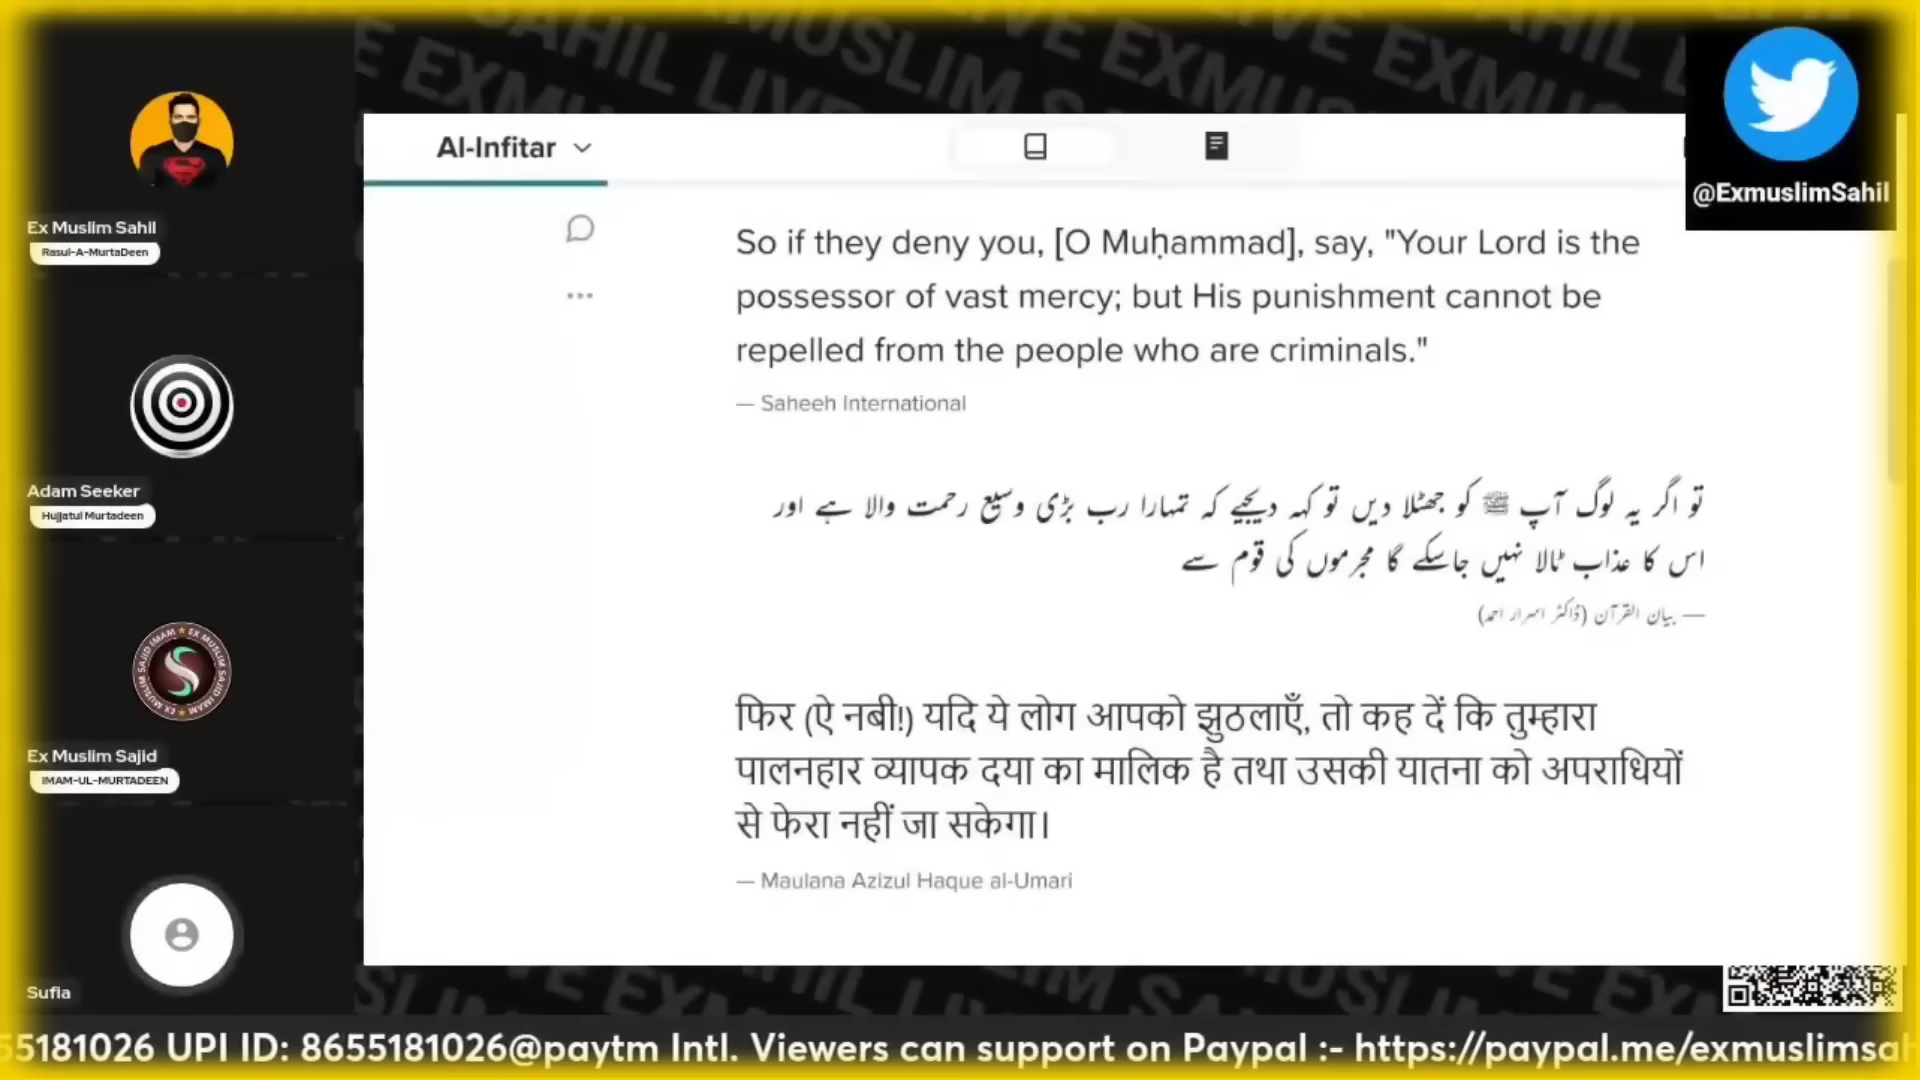 Ex Muslim Sahil
Rasul-A-MurtaDeen
Adam Seeker
Hujjatul Murtadeen
Ex Muslim Sajid
IMAM-UL-MURTADEEN
Sufia
Al-Infitar
@ExmuslimSahil
So if they deny you, [O Muḥammad], say, "Your Lord is the
possessor of vast mercy; but His punishment cannot be
repelled from the people who are criminals."
— Saheeh International
تو اگر یہ لوگ آپ ﷺ کو جھٹلا دیں تو کہہ دیجیے کہ تمہارا رب بڑی وسیع رحمت والا ہے اور
اس کا عذاب ٹالا نہیں جاسکے گا مجرموں کی قوم سے
— بیان القرآن (ڈاکٹر اسرار احمد)
फिर (ऐ नबी!) यदि ये लोग आपको झुठलाएँ, तो कह दें कि तुम्हारा
पालनहार व्यापक दया का मालिक है तथा उसकी यातना को अपराधियों
से फेरा नहीं जा सकेगा।
— Maulana Azizul Haque al-Umari
55181026 UPI ID: 8655181026@paytm Intl. Viewers can support on Paypal :- https://paypal.me/exmuslimsah